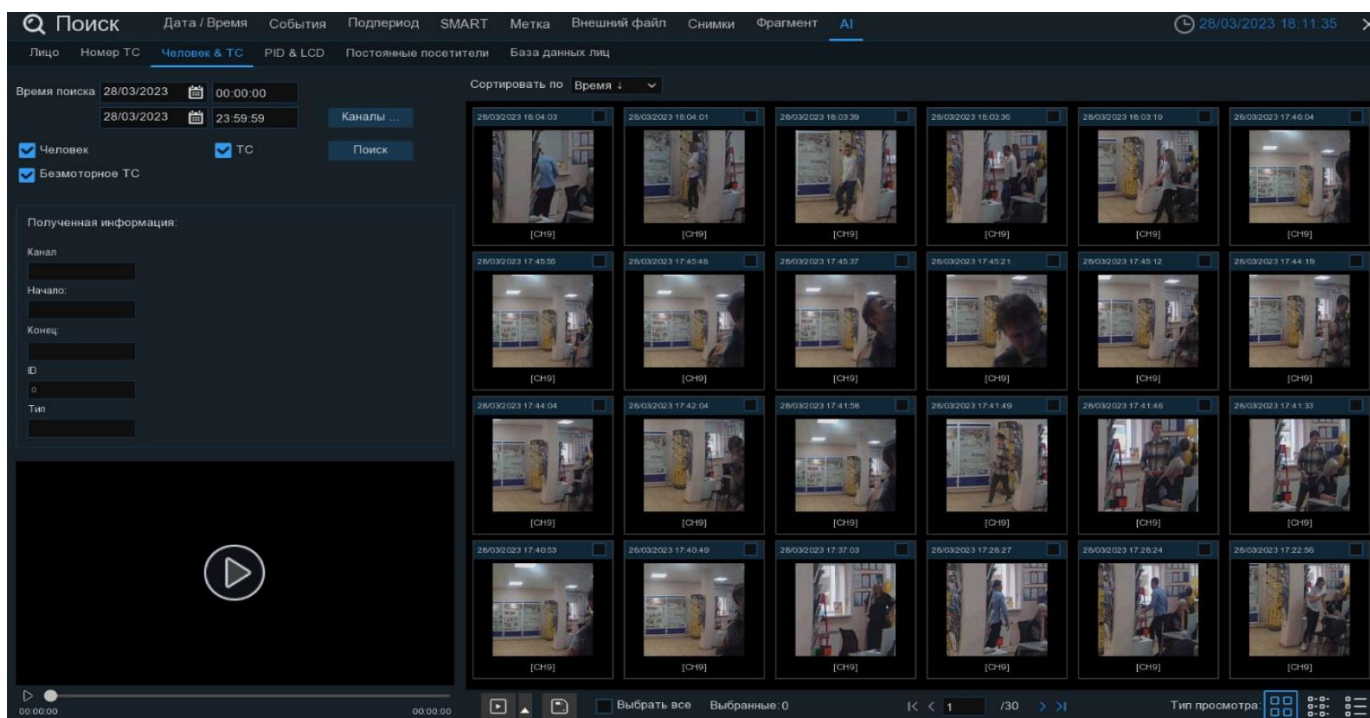 Поиск
Дата / Время События Подпериод SMART Метка Внешний файл Снимки Фрагмент AI
28/03/2023 18:11:35
Лицо Номер ТС Человек & ТС PID & LCD Постоянные посетители База данных лиц
Время поиска 28/03/2023 00:00:00
28/03/2023 23:59:59 Каналы ...
Человек ТС Поиск
Безмоторное ТС
Полученная информация:
Канал
Начало:
Конец:
ID
0
Тип
00:00:00 00:00:00
Сортировать по Время ↓
28/03/2023 18:04:03 28/03/2023 18:04:01 28/03/2023 18:03:39 28/03/2023 18:03:36 28/03/2023 18:03:19 28/03/2023 17:46:04
[CH9] [CH9] [CH9] [CH9] [CH9] [CH9]
28/03/2023 17:45:55 28/03/2023 17:45:46 28/03/2023 17:45:37 28/03/2023 17:45:21 28/03/2023 17:45:12 28/03/2023 17:44:19
[CH9] [CH9] [CH9] [CH9] [CH9] [CH9]
28/03/2023 17:44:04 28/03/2023 17:42:04 28/03/2023 17:41:58 28/03/2023 17:41:49 28/03/2023 17:41:46 28/03/2023 17:41:33
[CH9] [CH9] [CH9] [CH9] [CH9] [CH9]
28/03/2023 17:40:53 28/03/2023 17:40:49 28/03/2023 17:37:03 28/03/2023 17:28:27 28/03/2023 17:28:24 28/03/2023 17:22:56
[CH9] [CH9] [CH9] [CH9] [CH9] [CH9]
Выбрать все Выбранные: 0 1 /30 Тип просмотра: